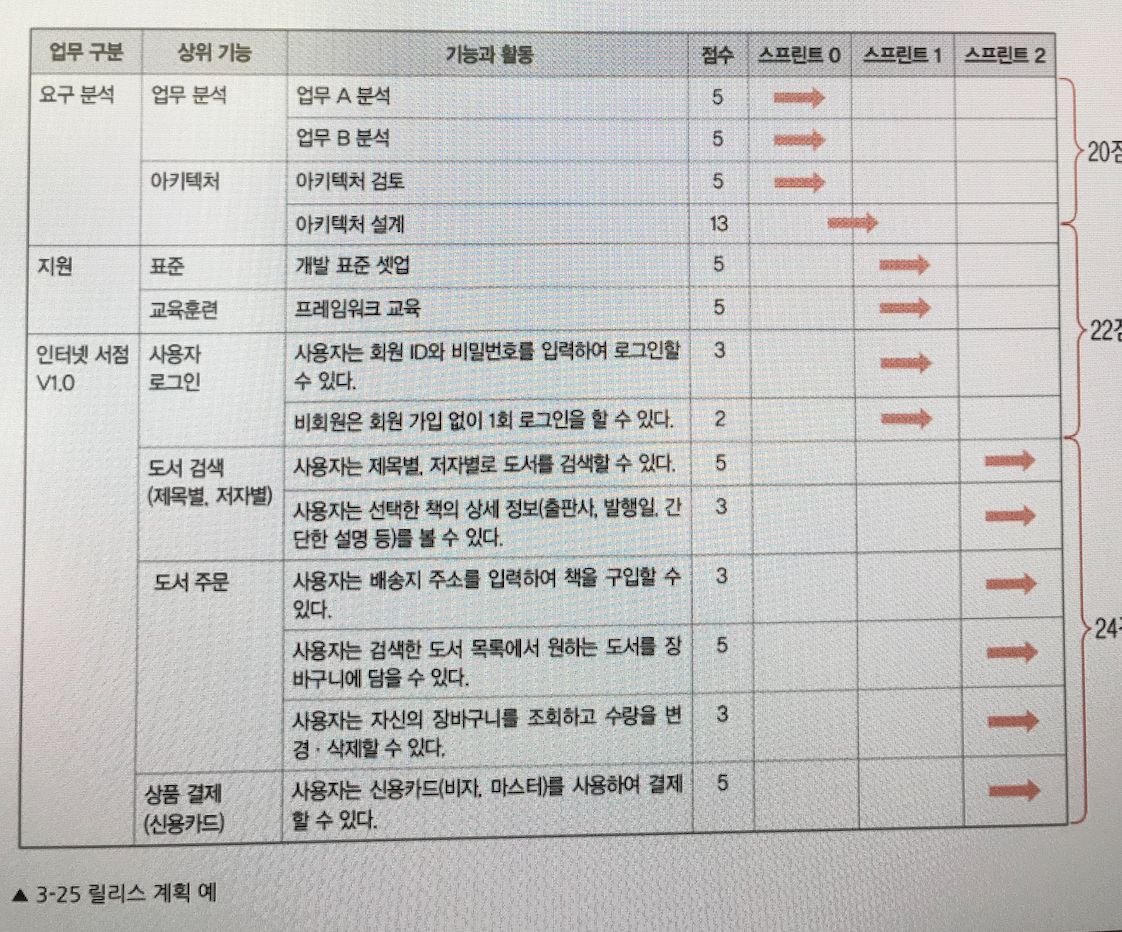 업무 구분 상위 기능 기능과 활동 점수 스프린트 0 스프린트 1 스프린트 2
요구 분석 업무 분석 업무 A 분석 5
업무 B 분석 5
20점
아키텍처 아키텍처 검토 5
아키텍처 설계 13
지원 표준 개발 표준 셋업 5
교육훈련 프레임워크 교육 5
22점
인터넷 서점 사용자 사용자는 회원 ID와 비밀번호를 입력하여 로그인할 3
V1.0 로그인 수 있다.
비회원은 회원 가입 없이 1회 로그인을 할 수 있다. 2
도서 검색 사용자는 제목별, 저자별로 도서를 검색할 수 있다. 5
(제목별, 저자별) 사용자는 선택한 책의 상세 정보(출판사, 발행일, 간 3
단한 설명 등)를 볼 수 있다.
도서 주문 사용자는 배송지 주소를 입력하여 책을 구입할 수 3
있다.
24
사용자는 검색한 도서 목록에서 원하는 도서를 장 5
바구니에 담을 수 있다.
사용자는 자신의 장바구니를 조회하고 수량을 변 3
경·삭제할 수 있다.
상품 결제 사용자는 신용카드(비자, 마스터)를 사용하여 결제 5
(신용카드) 할 수 있다.
▲ 3-25 릴리스 계획 예